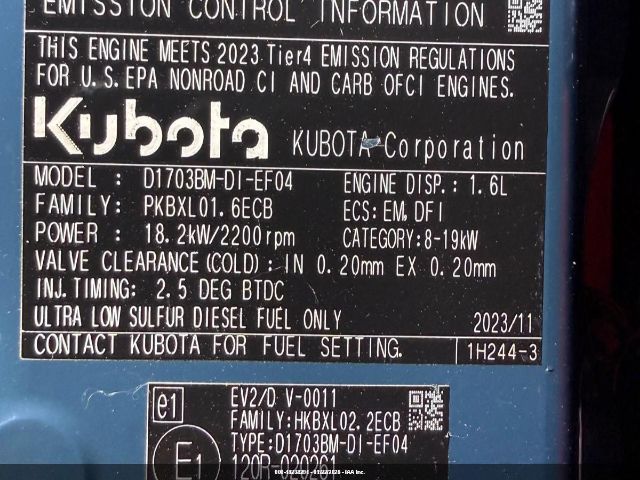 EMISSION CONTROL INFORMATION
THIS ENGINE MEETS 2023 Tier4 EMISSION REGULATIONS
FOR U.S. EPA NONROAD CI AND CARB OFCI ENGINES.
Kubota KUBOTA Corporation
MODEL : D1703BM-DI-EF04 ENGINE DISP.: 1.6L
FAMILY: PKBXL01.6ECB ECS: EM, DFI
POWER : 18.2kW/2200rpm CATEGORY: 8-19kW
VALVE CLEARANCE(COLD): IN 0.20mm EX 0.20mm
INJ.TIMING: 2.5 DEG BTDC
ULTRA LOW SULFUR DIESEL FUEL ONLY 2023/11
CONTACT KUBOTA FOR FUEL SETTING. 1H244-3
e1 EV2/D V-0011
FAMILY:HKBXL02.2ECB
TYPE:D1703BM-DI-EF04
E1 120R-020261